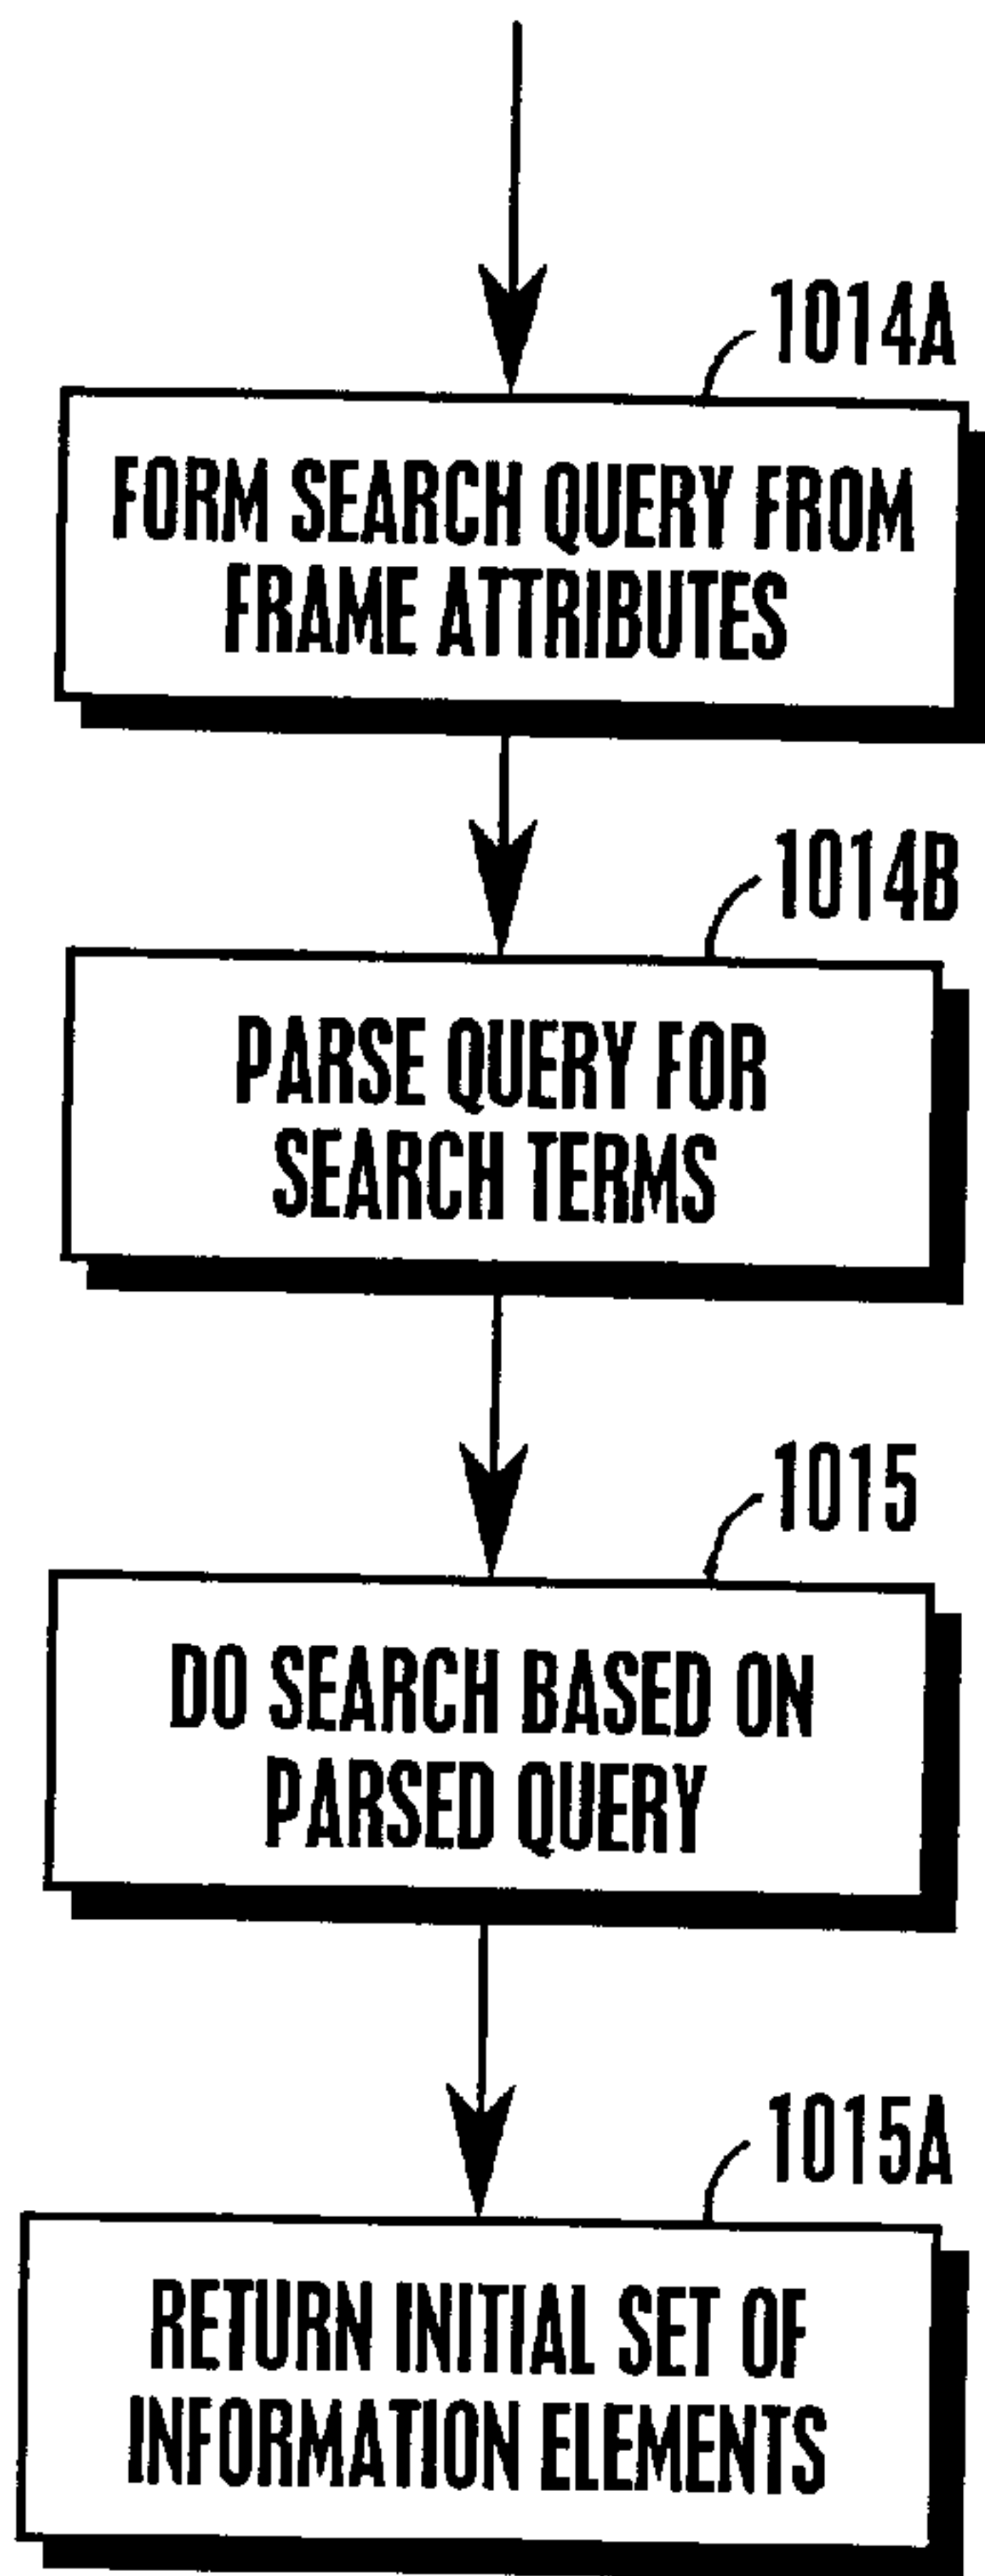 1014A
FORM SEARCH QUERY FROM
FRAME ATTRIBUTES
1014B
PARSE QUERY FOR
SEARCH TERMS
1015
DO SEARCH BASED ON
PARSED QUERY
1015A
RETURN INITIAL SET OF
INFORMATION ELEMENTS